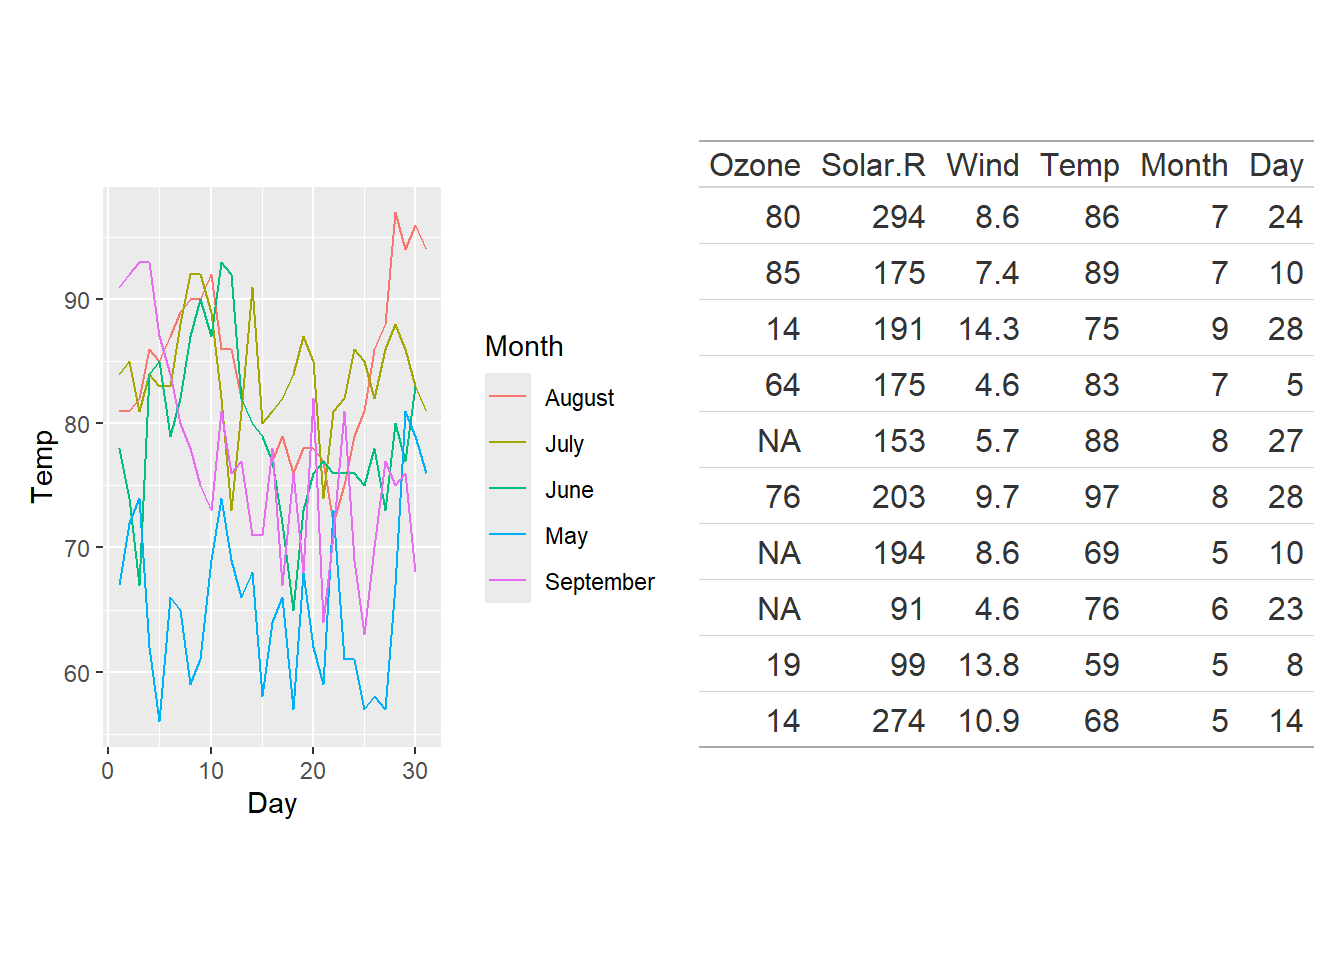 Temp
90
80
70
60
0 10 20 30
Day
Month
August
July
June
May
September
Ozone Solar.R Wind Temp Month Day
80 294 8.6 86 7 24
85 175 7.4 89 7 10
14 191 14.3 75 9 28
64 175 4.6 83 7 5
NA 153 5.7 88 8 27
76 203 9.7 97 8 28
NA 194 8.6 69 5 10
NA 91 4.6 76 6 23
19 99 13.8 59 5 8
14 274 10.9 68 5 14